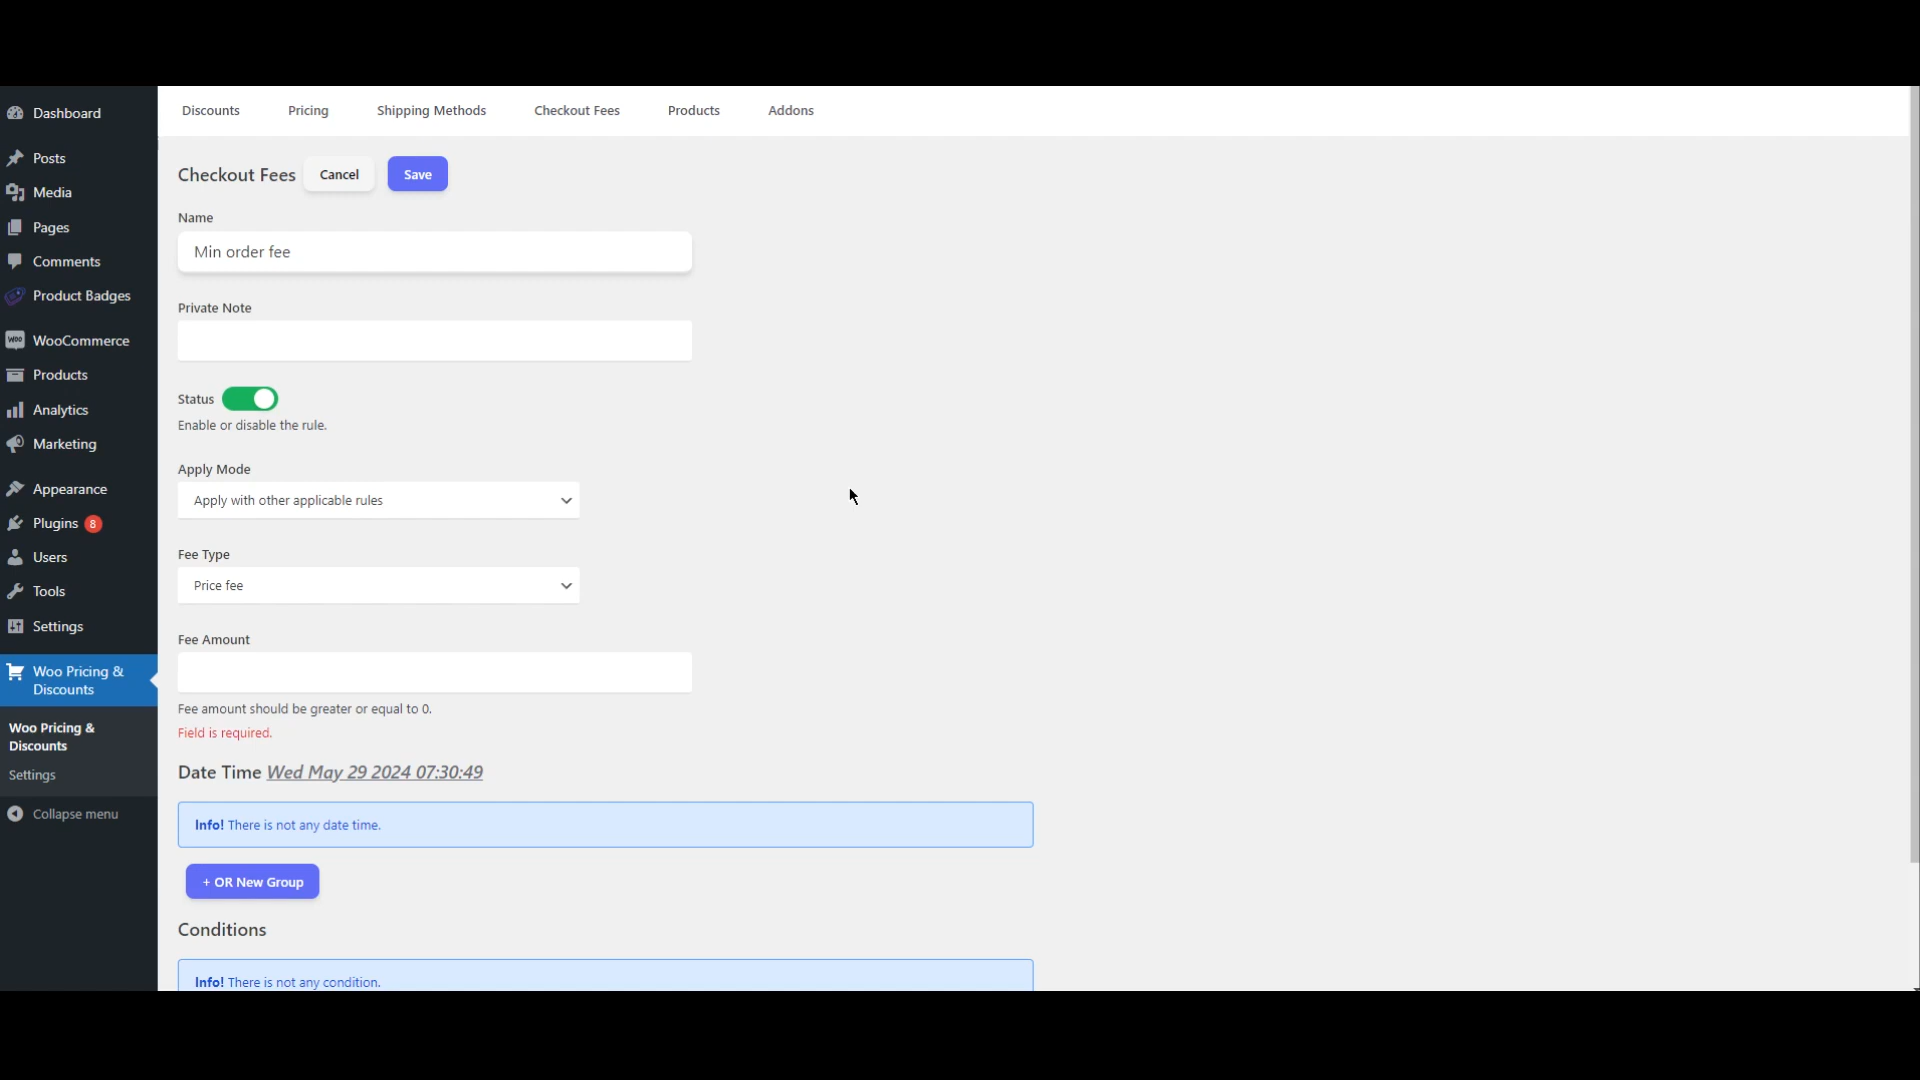 Dashboard
Posts
Media
Pages
Comments
Product Badges
WooCommerce
Products
Analytics
Marketing
Appearance
Plugins 8
Users
Tools
Settings
Woo Pricing &
Discounts
Woo Pricing &
Discounts
Settings
Collapse menu
Discounts Pricing Shipping Methods Checkout Fees Products Addons
Checkout Fees Cancel Save
Name
Min order fee
Private Note
Status
Enable or disable the rule.
Apply Mode
Apply with other applicable rules
Fee Type
Price fee
Fee Amount
Fee amount should be greater or equal to 0.
Field is required.
Date Time Wed May 29 2024 07:30:49
Info! There is not any date time.
+ OR New Group
Conditions
Info! There is not any condition.